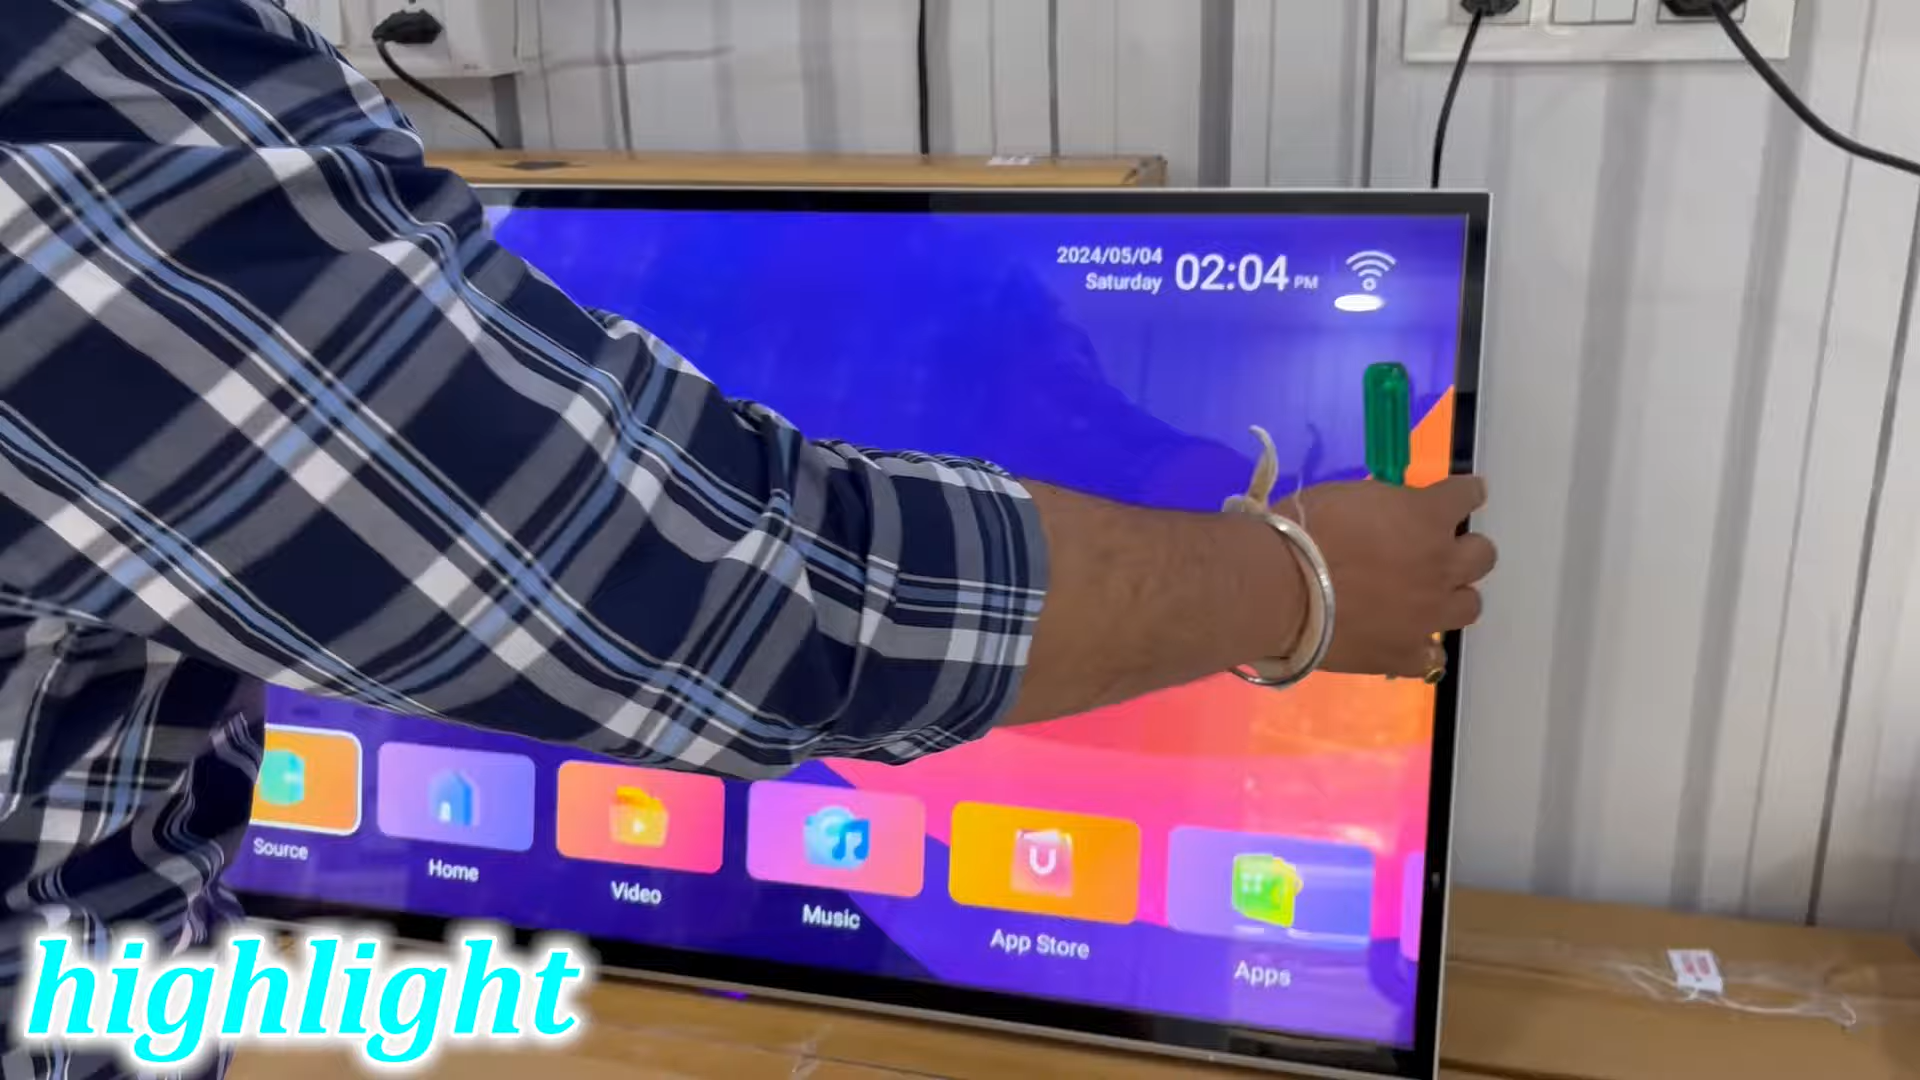 2024/05/04
Saturday
02:04 PM
Source
Home
Video
Music
App Store
Apps
highlight